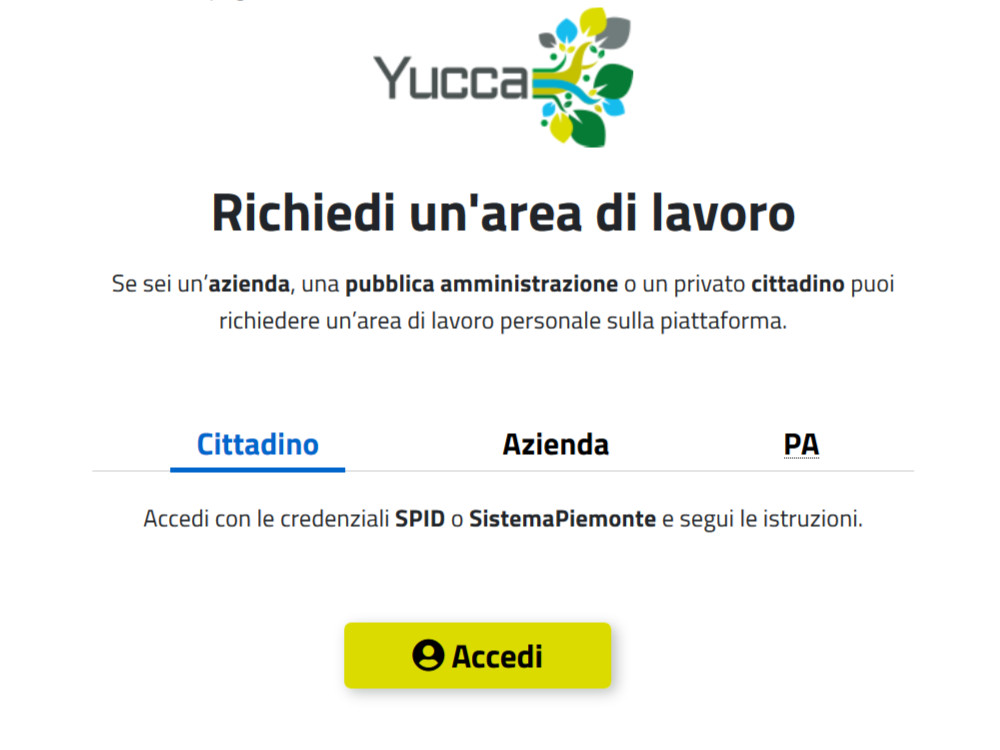 Yucca
Richiedi un'area di lavoro
Se sei un’azienda, una pubblica amministrazione o un privato cittadino puoi
richiedere un’area di lavoro personale sulla piattaforma.
Cittadino Azienda PA
Accedi con le credenziali SPID o SistemaPiemonte e segui le istruzioni.
Accedi